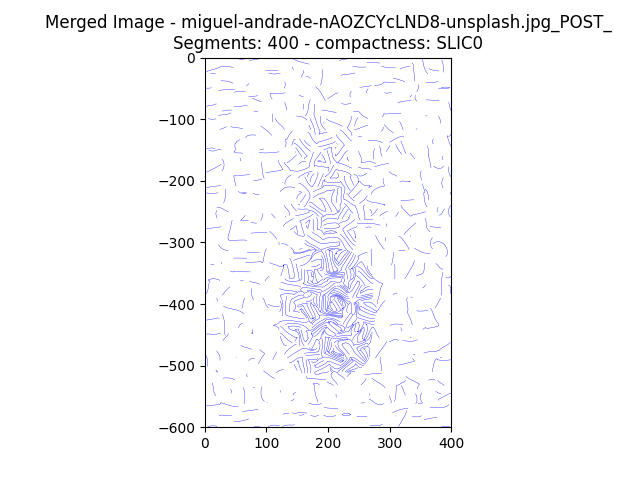 Merged Image - miguel-andrade-nAOZCYcLND8-unsplash.jpg_POST_
Segments: 400 - compactness: SLIC0
0
−100
−200
−300
−400
−500
−600
0 100 200 300 400